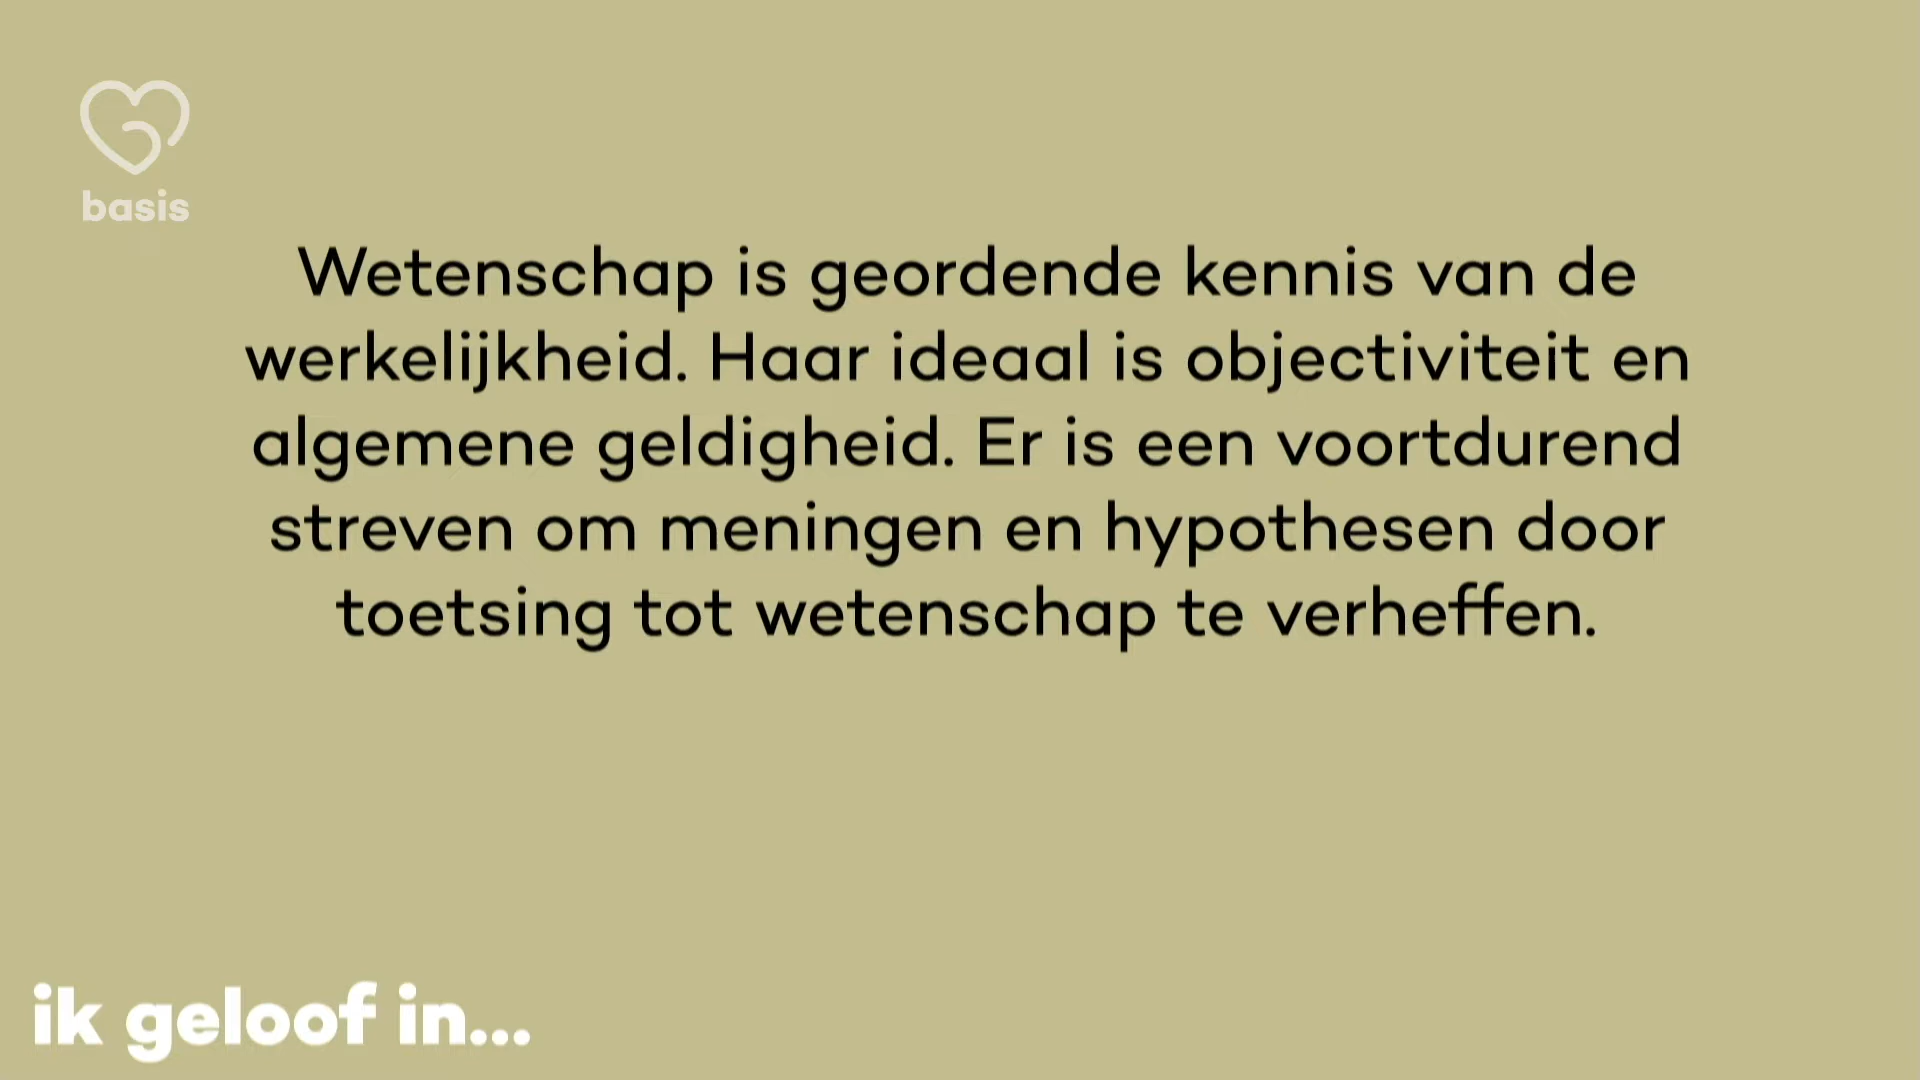 basis
Wetenschap is geordende kennis van de
werkelijkheid. Haar ideaal is objectiviteit en
algemene geldigheid. Er is een voortdurend
streven om meningen en hypothesen door
toetsing tot wetenschap te verheffen.
ik geloof in...